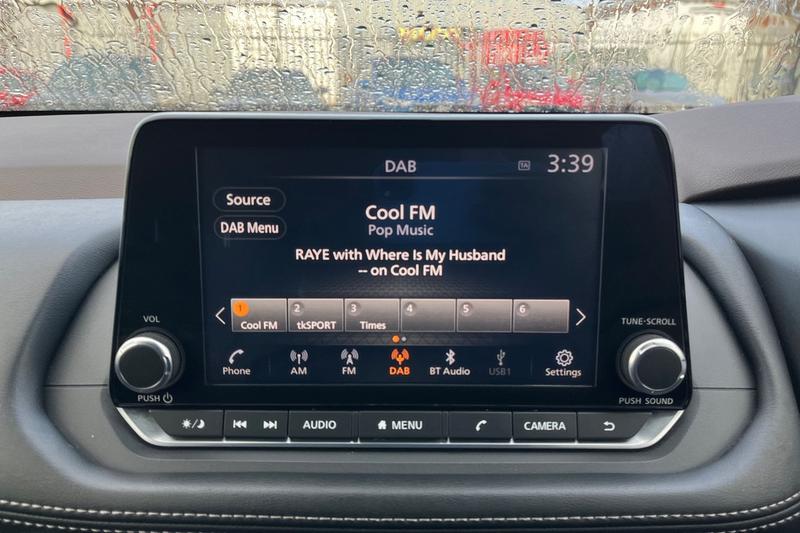 DAB
TA
3:39
Source
DAB Menu
Cool FM
Pop Music
RAYE with Where Is My Husband
-- on Cool FM
1
2
3
4
5
6
Cool FM
tkSPORT
Times
Phone
AM
FM
DAB
BT Audio
USB1
Settings
VOL
PUSH
TUNE·SCROLL
PUSH SOUND
AUDIO
MENU
CAMERA